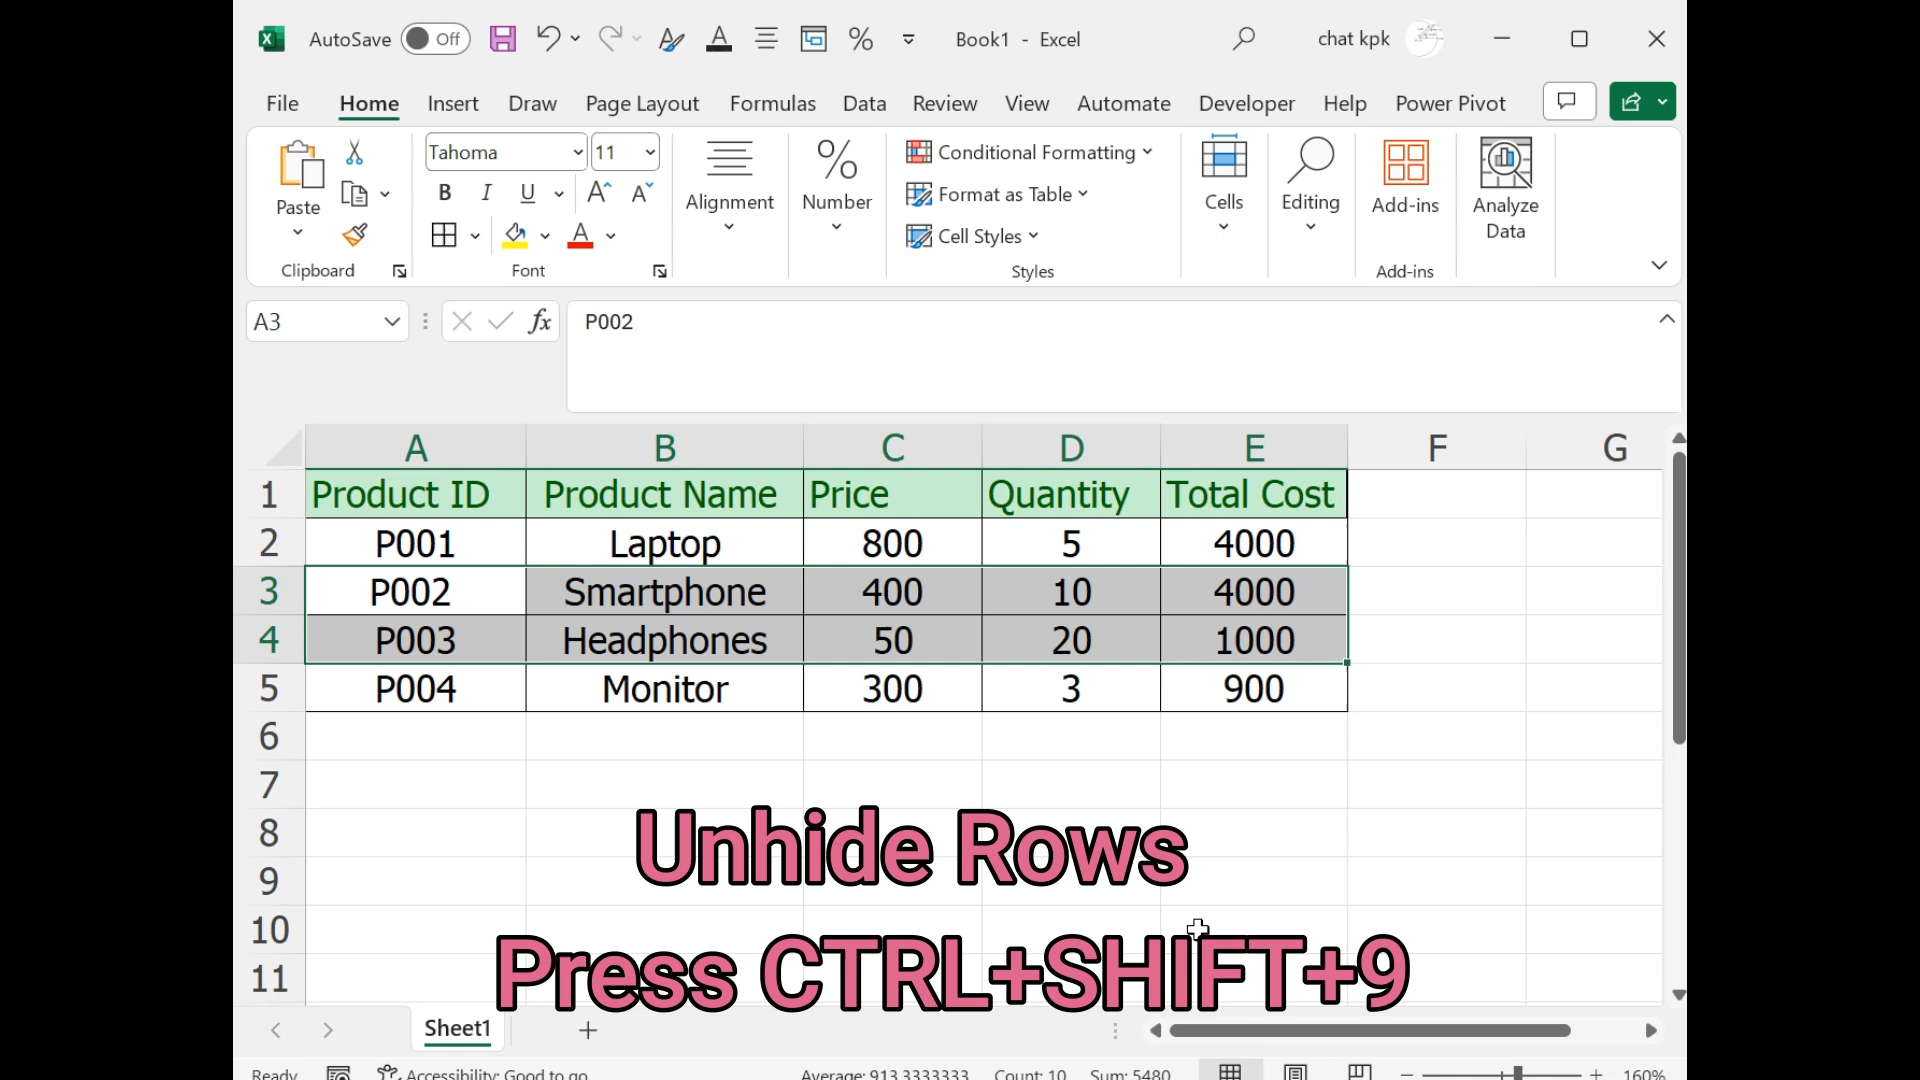 AutoSave Off Book1 - Excel chat kpk
File Home Insert Draw Page Layout Formulas Data Review View Automate Developer Help Power Pivot
Tahoma 11 Conditional Formatting
Paste B I U A A Alignment Number Format as Table Cells Editing Add-ins Analyze Data
A Cell Styles
Clipboard Font Styles Add-ins
A3 fx P002
A B C D E F G
1 Product ID Product Name Price Quantity Total Cost
2 P001 Laptop 800 5 4000
3 P002 Smartphone 400 10 4000
4 P003 Headphones 50 20 1000
5 P004 Monitor 300 3 900
6
7
8
Unhide Rows
9
10
Press CTRL+SHIFT+9
11
Sheet1 +
Ready Accessibility: Good to go Average: 913.3333333 Count: 10 Sum: 5480 160%